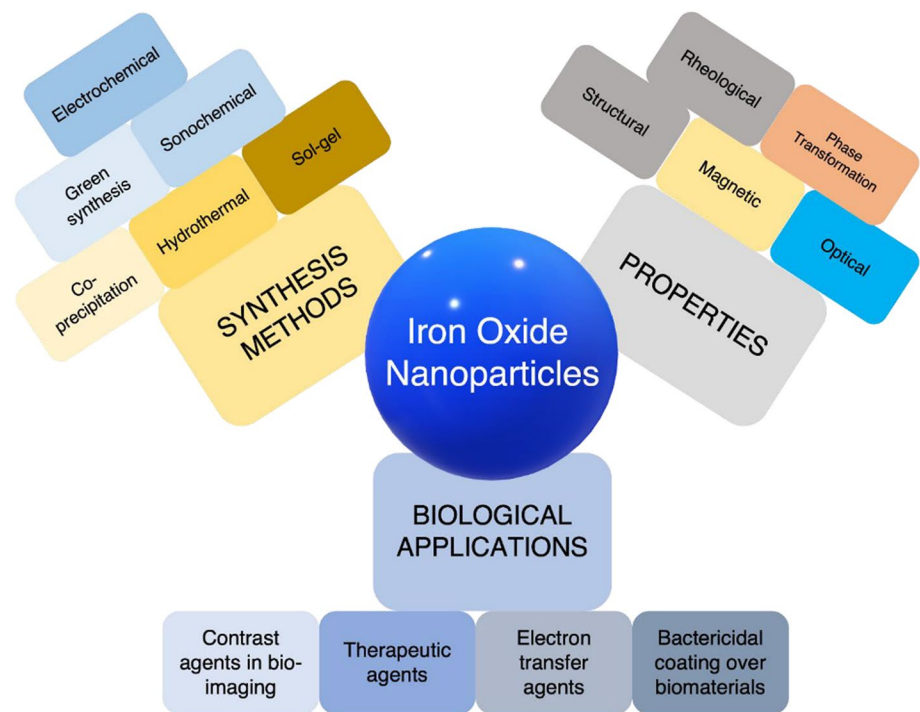 Electrochemical
Sonochemical
Sol-gel
Green
synthesis
Hydrothermal
Co-
precipitation
SYNTHESIS
METHODS
Rheological
Structural
Phase
Transformation
Magnetic
Optical
PROPERTIES
Iron Oxide
Nanoparticles
BIOLOGICAL
APPLICATIONS
Contrast
agents in bio-
imaging
Therapeutic
agents
Electron
transfer
agents
Bactericidal
coating over
biomaterials